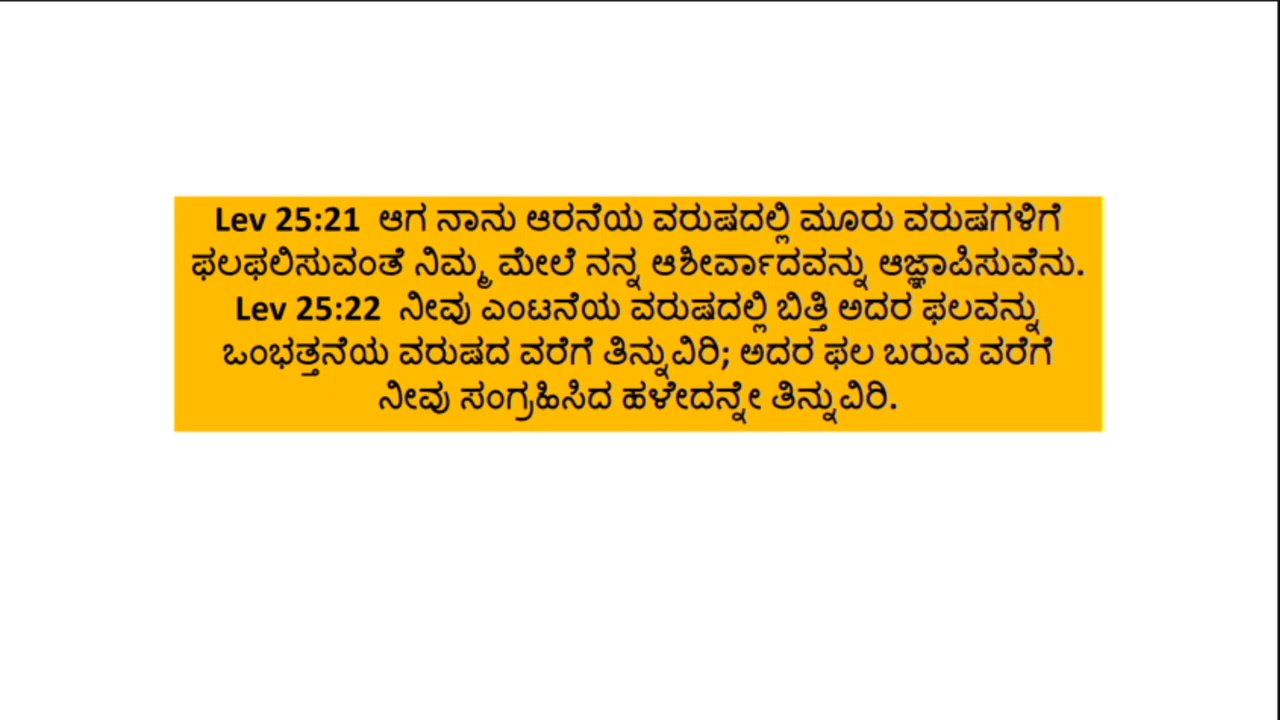 Lev 25:21 ಆಗ ನಾನು ಆರನೆಯ ವರುಷದಲ್ಲಿ ಮೂರು ವರುಷಗಳಿಗೆ
ಫಲಫಲಿಸುವಂತೆ ನಿಮ್ಮ ಮೇಲೆ ನನ್ನ ಆಶೀರ್ವಾದವನ್ನು ಆಜ್ಞಾಪಿಸುವೆನು.
Lev 25:22 ನೀವು ಎಂಟನೆಯ ವರುಷದಲ್ಲಿ ಬಿತ್ತಿ ಅದರ ಫಲವನ್ನು
ಒಂಭತ್ತನೆಯ ವರುಷದ ವರೆಗೆ ತಿನ್ನುವಿರಿ; ಅದರ ಫಲ ಬರುವ ವರೆಗೆ
ನೀವು ಸಂಗ್ರಹಿಸಿದ ಹಳೇದನ್ನೇ ತಿನ್ನುವಿರಿ.